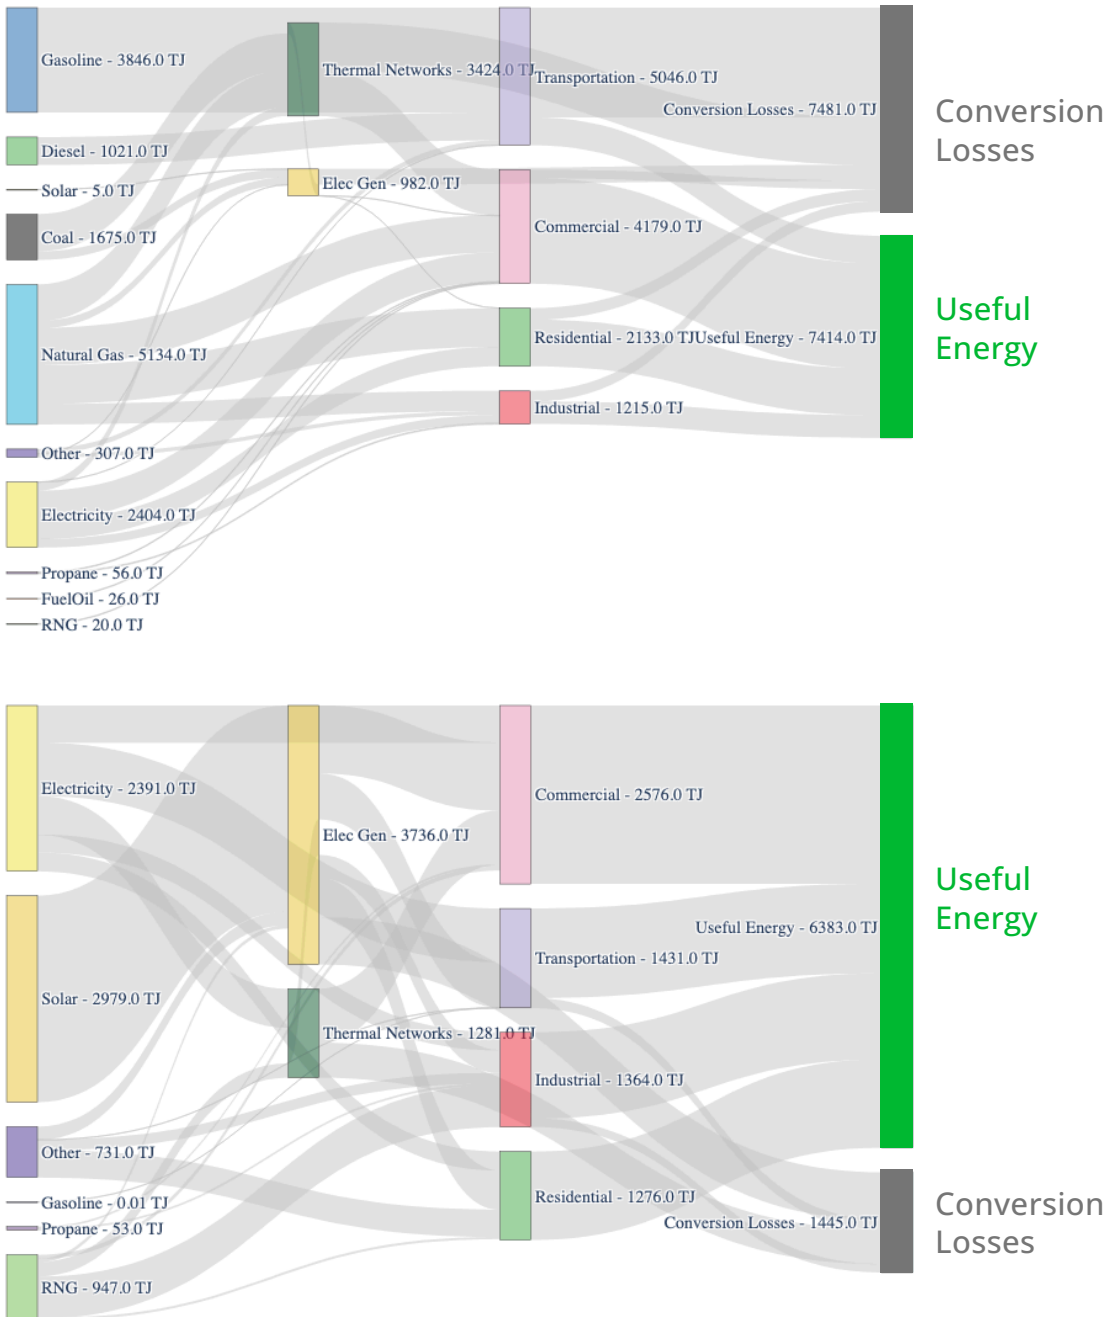 Gasoline - 3846.0 TJ
Thermal Networks - 3424.0 TJ
Transportation - 5046.0 TJ
Conversion Losses - 7481.0 TJ
Conversion
Losses
Diesel - 1021.0 TJ
Solar - 5.0 TJ
Elec Gen - 982.0 TJ
Coal - 1675.0 TJ
Commercial - 4179.0 TJ
Natural Gas - 5134.0 TJ
Residential - 2133.0 TJ
Useful Energy - 7414.0 TJ
Useful
Energy
Industrial - 1215.0 TJ
Other - 307.0 TJ
Electricity - 2404.0 TJ
Propane - 56.0 TJ
FuelOil - 26.0 TJ
RNG - 20.0 TJ
Electricity - 2391.0 TJ
Elec Gen - 3736.0 TJ
Commercial - 2576.0 TJ
Useful
Energy
Useful Energy - 6383.0 TJ
Transportation - 1431.0 TJ
Solar - 2979.0 TJ
Thermal Networks - 1281.0 TJ
Industrial - 1364.0 TJ
Other - 731.0 TJ
Gasoline - 0.01 TJ
Residential - 1276.0 TJ
Conversion Losses - 1445.0 TJ
Conversion
Losses
Propane - 53.0 TJ
RNG - 947.0 TJ